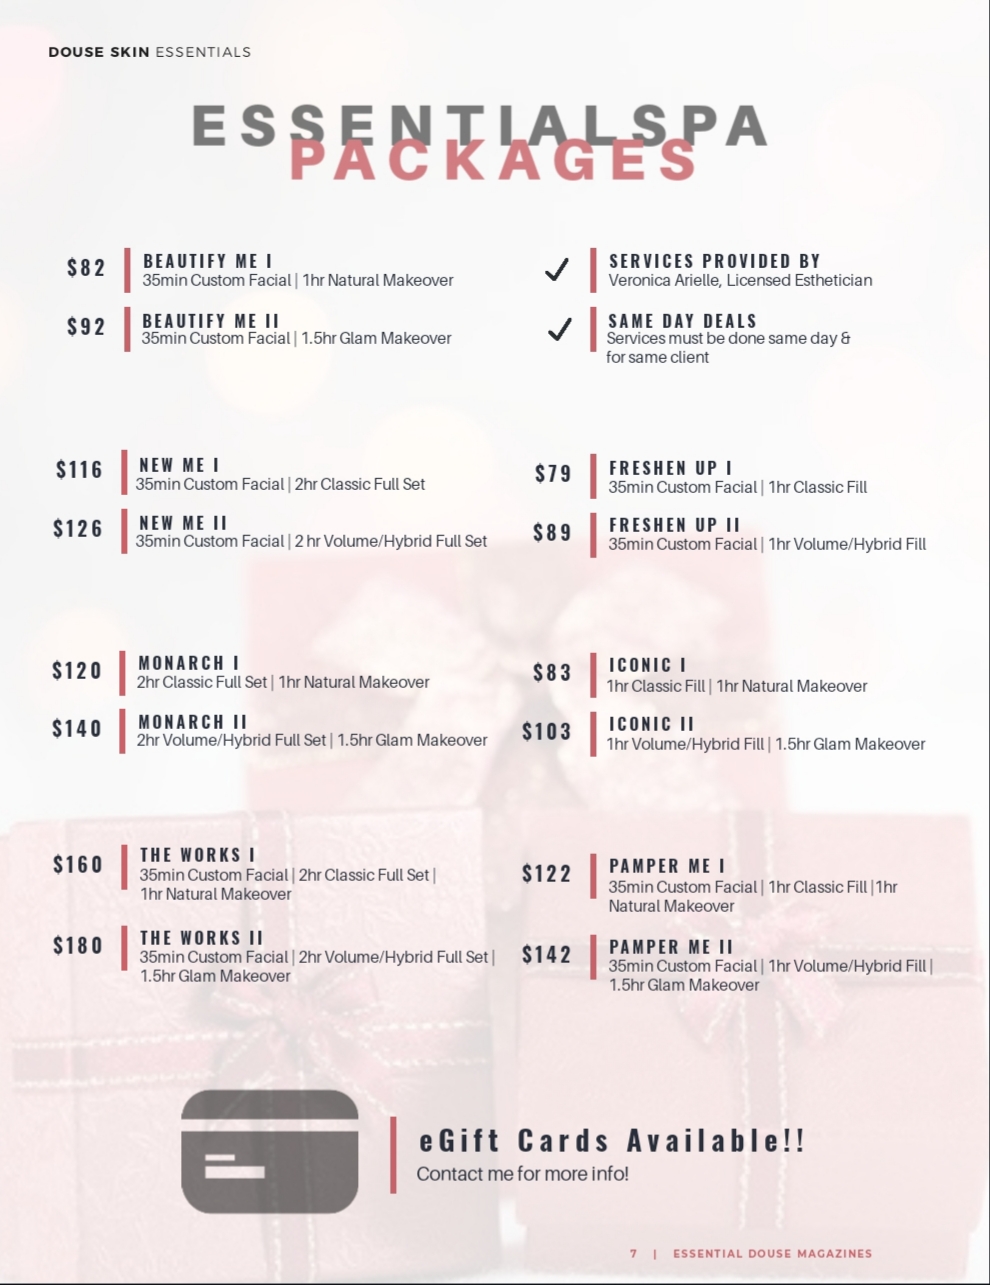 DOUSE SKIN ESSENTIALS
ESSENTIALSPA
PACKAGES
$82
BEAUTIFY ME I
35min Custom Facial | 1hr Natural Makeover
$92
BEAUTIFY ME II
35min Custom Facial | 1.5hr Glam Makeover
SERVICES PROVIDED BY
Veronica Arielle, Licensed Esthetician
SAME DAY DEALS
Services must be done same day &
for same client
$116
NEW ME I
35min Custom Facial | 2hr Classic Full Set
$126
NEW ME II
35min Custom Facial | 2 hr Volume/Hybrid Full Set
$79
FRESHEN UP I
35min Custom Facial | 1hr Classic Fill
$89
FRESHEN UP II
35min Custom Facial | 1hr Volume/Hybrid Fill
$120
MONARCH I
2hr Classic Full Set | 1hr Natural Makeover
$140
MONARCH II
2hr Volume/Hybrid Full Set | 1.5hr Glam Makeover
$83
ICONIC I
1hr Classic Fill | 1hr Natural Makeover
$103
ICONIC II
1hr Volume/Hybrid Fill | 1.5hr Glam Makeover
$160
THE WORKS I
35min Custom Facial | 2hr Classic Full Set |
1hr Natural Makeover
$180
THE WORKS II
35min Custom Facial | 2hr Volume/Hybrid Full Set |
1.5hr Glam Makeover
$122
PAMPER ME I
35min Custom Facial | 1hr Classic Fill |1hr
Natural Makeover
$142
PAMPER ME II
35min Custom Facial | 1hr Volume/Hybrid Fill |
1.5hr Glam Makeover
eGift Cards Available!!
Contact me for more info!
7 | ESSENTIAL DOUSE MAGAZINES